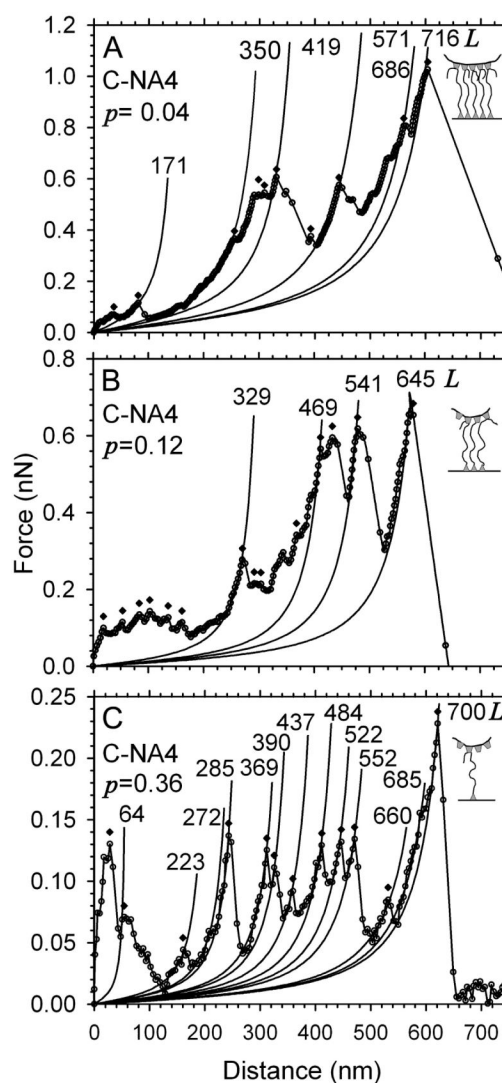 A
C-NA4
p= 0.04
171
350
419
571
686
716 L
1.2
1.0
0.8
0.6
0.4
0.2
0.0
B
C-NA4
p=0.12
329
469
541
645 L
0.8
0.6
0.4
0.2
0.0
Force (nN)
C
C-NA4
p=0.36
64
223
272
285
369
390
437
484
522
552
660
685
700 L
0.25
0.20
0.15
0.10
0.05
0.00
0 100 200 300 400 500 600 700
Distance (nm)